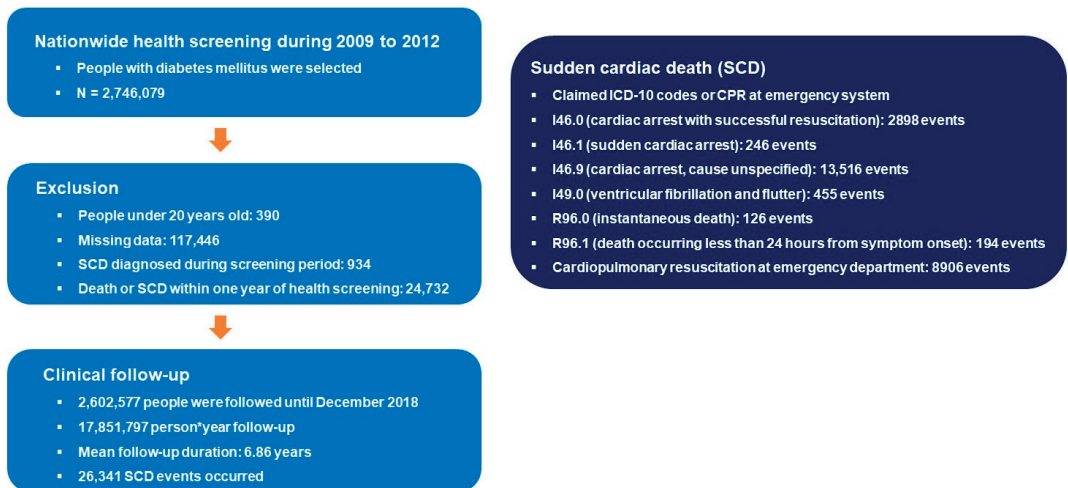 Nationwide health screening during 2009 to 2012
▪ People with diabetes mellitus were selected
▪ N = 2,746,079
Exclusion
▪ People under 20 years old: 390
▪ Missing data: 117,446
▪ SCD diagnosed during screening period: 934
▪ Death or SCD within one year of health screening: 24,732
Clinical follow-up
▪ 2,602,577 people were followed until December 2018
▪ 17,851,797 person*year follow-up
▪ Mean follow-up duration: 6.86 years
▪ 26,341 SCD events occurred
Sudden cardiac death (SCD)
▪ Claimed ICD-10 codes or CPR at emergency system
▪ I46.0 (cardiac arrest with successful resuscitation): 2898 events
▪ I46.1 (sudden cardiac arrest): 246 events
▪ I46.9 (cardiac arrest, cause unspecified): 13,516 events
▪ I49.0 (ventricular fibrillation and flutter): 455 events
▪ R96.0 (instantaneous death): 126 events
▪ R96.1 (death occurring less than 24 hours from symptom onset): 194 events
▪ Cardiopulmonary resuscitation at emergency department: 8906 events